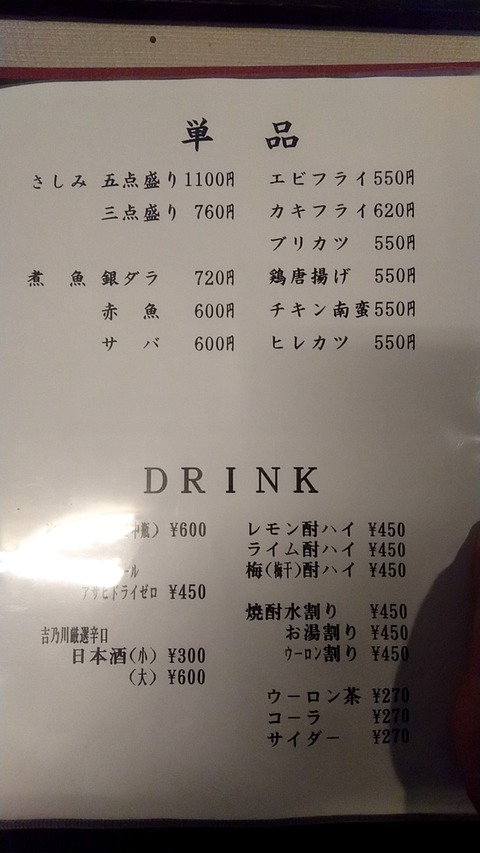 単 品
さしみ 五点盛り 1100円
三点盛り 760円
煮 魚 銀ダラ 720円
赤 魚 600円
サ バ 600円
エビフライ 550円
カキフライ 620円
ブリカツ 550円
鶏唐揚げ 550円
チキン南蛮 550円
ヒレカツ 550円
DRINK
中瓶) ¥600
ール
アサヒドライゼロ ¥450
吉乃川厳選辛口
日本酒(小) ¥300
(大) ¥600
レモン酎ハイ ¥450
ライム酎ハイ ¥450
梅(梅干)酎ハイ ¥450
焼酎水割り ¥450
お湯割り ¥450
ウーロン割り ¥450
ウーロン茶 ¥270
コーラ ¥270
サイダー ¥270